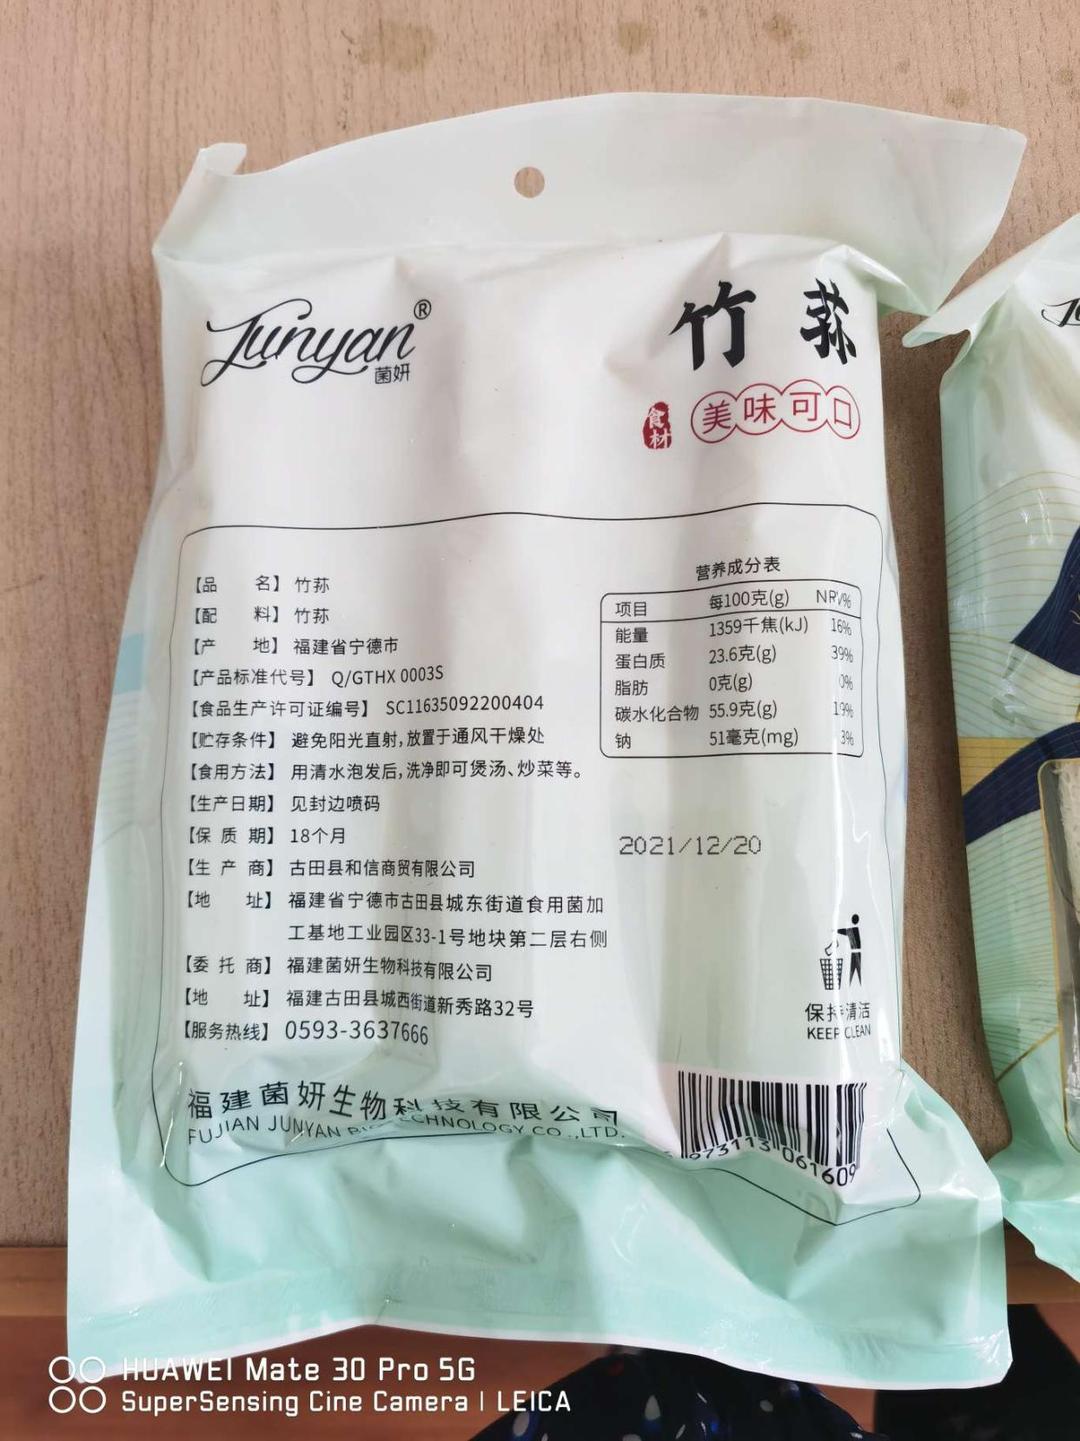 Junyan®
菌妍
竹荪
食材
美味可口
【品 名】竹荪
【配 料】竹荪
【产 地】福建省宁德市
【产品标准代号】Q/GTHX 0003S
【食品生产许可证编号】SC11635092200404
【贮存条件】避免阳光直射,放置于通风干燥处
【食用方法】用清水泡发后,洗净即可煲汤、炒菜等。
【生产日期】见封边喷码
【保 质 期】18个月
【生 产 商】古田县和信商贸有限公司
【地 址】福建省宁德市古田县城东街道食用菌加
工基地工业园区33-1号地块第二层右侧
【委 托 商】福建菌妍生物科技有限公司
【地 址】福建古田县城西街道新秀路32号
【服务热线】0593-3637666
营养成分表
项目 每100克(g) NRV%
能量 1359千焦(kJ) 16%
蛋白质 23.6克(g) 39%
脂肪 0克(g) 0%
碳水化合物 55.9克(g) 19%
钠 51毫克(mg) 3%
2021/12/20
保持清洁
KEEP CLEAN
福建菌妍生物科技有限公司
FUJIAN JUNYAN CO.,LTD.
973113 061609
HUAWEI Mate 30 Pro 5G
SuperSensing Cine Camera | LEICA